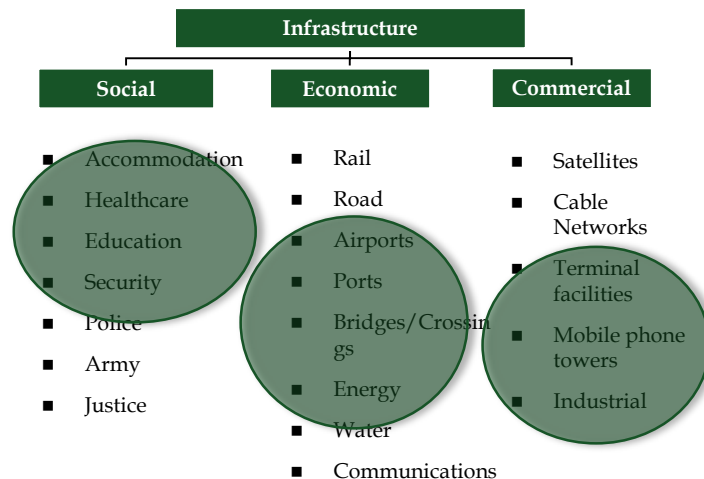 Infrastructure
Social
Economic
Commercial
■ Accommodation
■ Healthcare
■ Education
■ Security
■ Police
■ Army
■ Justice
■ Rail
■ Road
■ Airports
■ Ports
■ Bridges/Crossin
gs
■ Energy
■ Water
■ Communications
■ Satellites
■ Cable
Networks
■ Terminal
facilities
■ Mobile phone
towers
■ Industrial